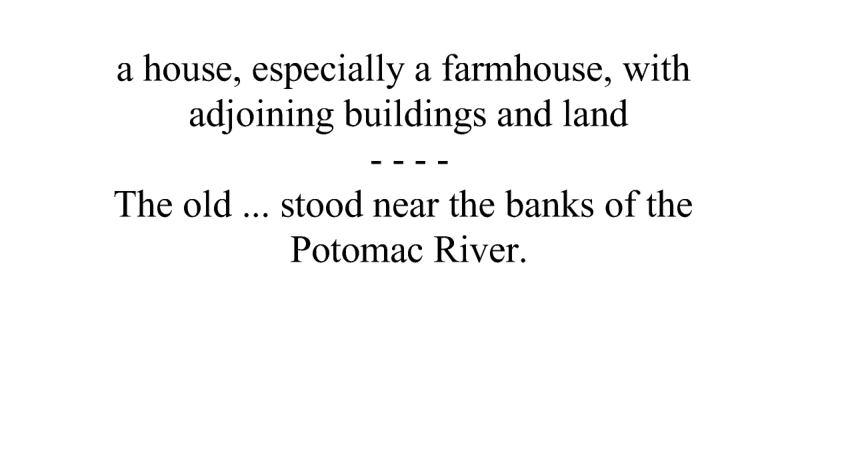 a house, especially a farmhouse, with
adjoining buildings and land
- - - -
The old ... stood near the banks of the
Potomac River.